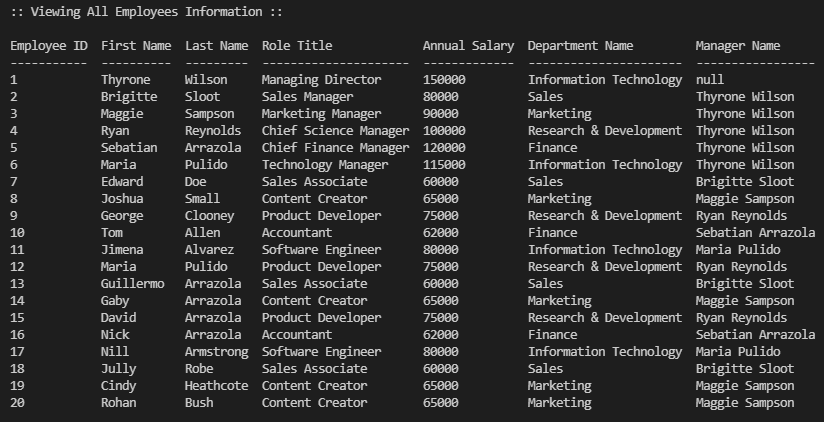 :: Viewing All Employees Information ::
Employee ID  First Name  Last Name  Role Title             Annual Salary  Department Name         Manager Name
-----------  ----------  ---------  ---------------------  -------------  ----------------------  -----------------
1            Thyrone     Wilson     Managing Director      150000         Information Technology  null
2            Brigitte    Sloot      Sales Manager          80000          Sales                   Thyrone Wilson
3            Maggie      Sampson    Marketing Manager      90000          Marketing               Thyrone Wilson
4            Ryan        Reynolds   Chief Science Manager  100000         Research & Development  Thyrone Wilson
5            Sebatian    Arrazola   Chief Finance Manager  120000         Finance                 Thyrone Wilson
6            Maria       Pulido     Technology Manager     115000         Information Technology  Thyrone Wilson
7            Edward      Doe        Sales Associate        60000          Sales                   Brigitte Sloot
8            Joshua      Small      Content Creator        65000          Marketing               Maggie Sampson
9            George      Clooney    Product Developer      75000          Research & Development  Ryan Reynolds
10           Tom         Allen      Accountant             62000          Finance                 Sebatian Arrazola
11           Jimena      Alvarez    Software Engineer      80000          Information Technology  Maria Pulido
12           Maria       Pulido     Product Developer      75000          Research & Development  Ryan Reynolds
13           Guillermo   Arrazola   Sales Associate        60000          Sales                   Brigitte Sloot
14           Gaby        Arrazola   Content Creator        65000          Marketing               Maggie Sampson
15           David       Arrazola   Product Developer      75000          Research & Development  Ryan Reynolds
16           Nick        Arrazola   Accountant             62000          Finance                 Sebatian Arrazola
17           Nill        Armstrong  Software Engineer      80000          Information Technology  Maria Pulido
18           Jully       Robe       Sales Associate        60000          Sales                   Brigitte Sloot
19           Cindy       Heathcote  Content Creator        65000          Marketing               Maggie Sampson
20           Rohan       Bush       Content Creator        65000          Marketing               Maggie Sampson